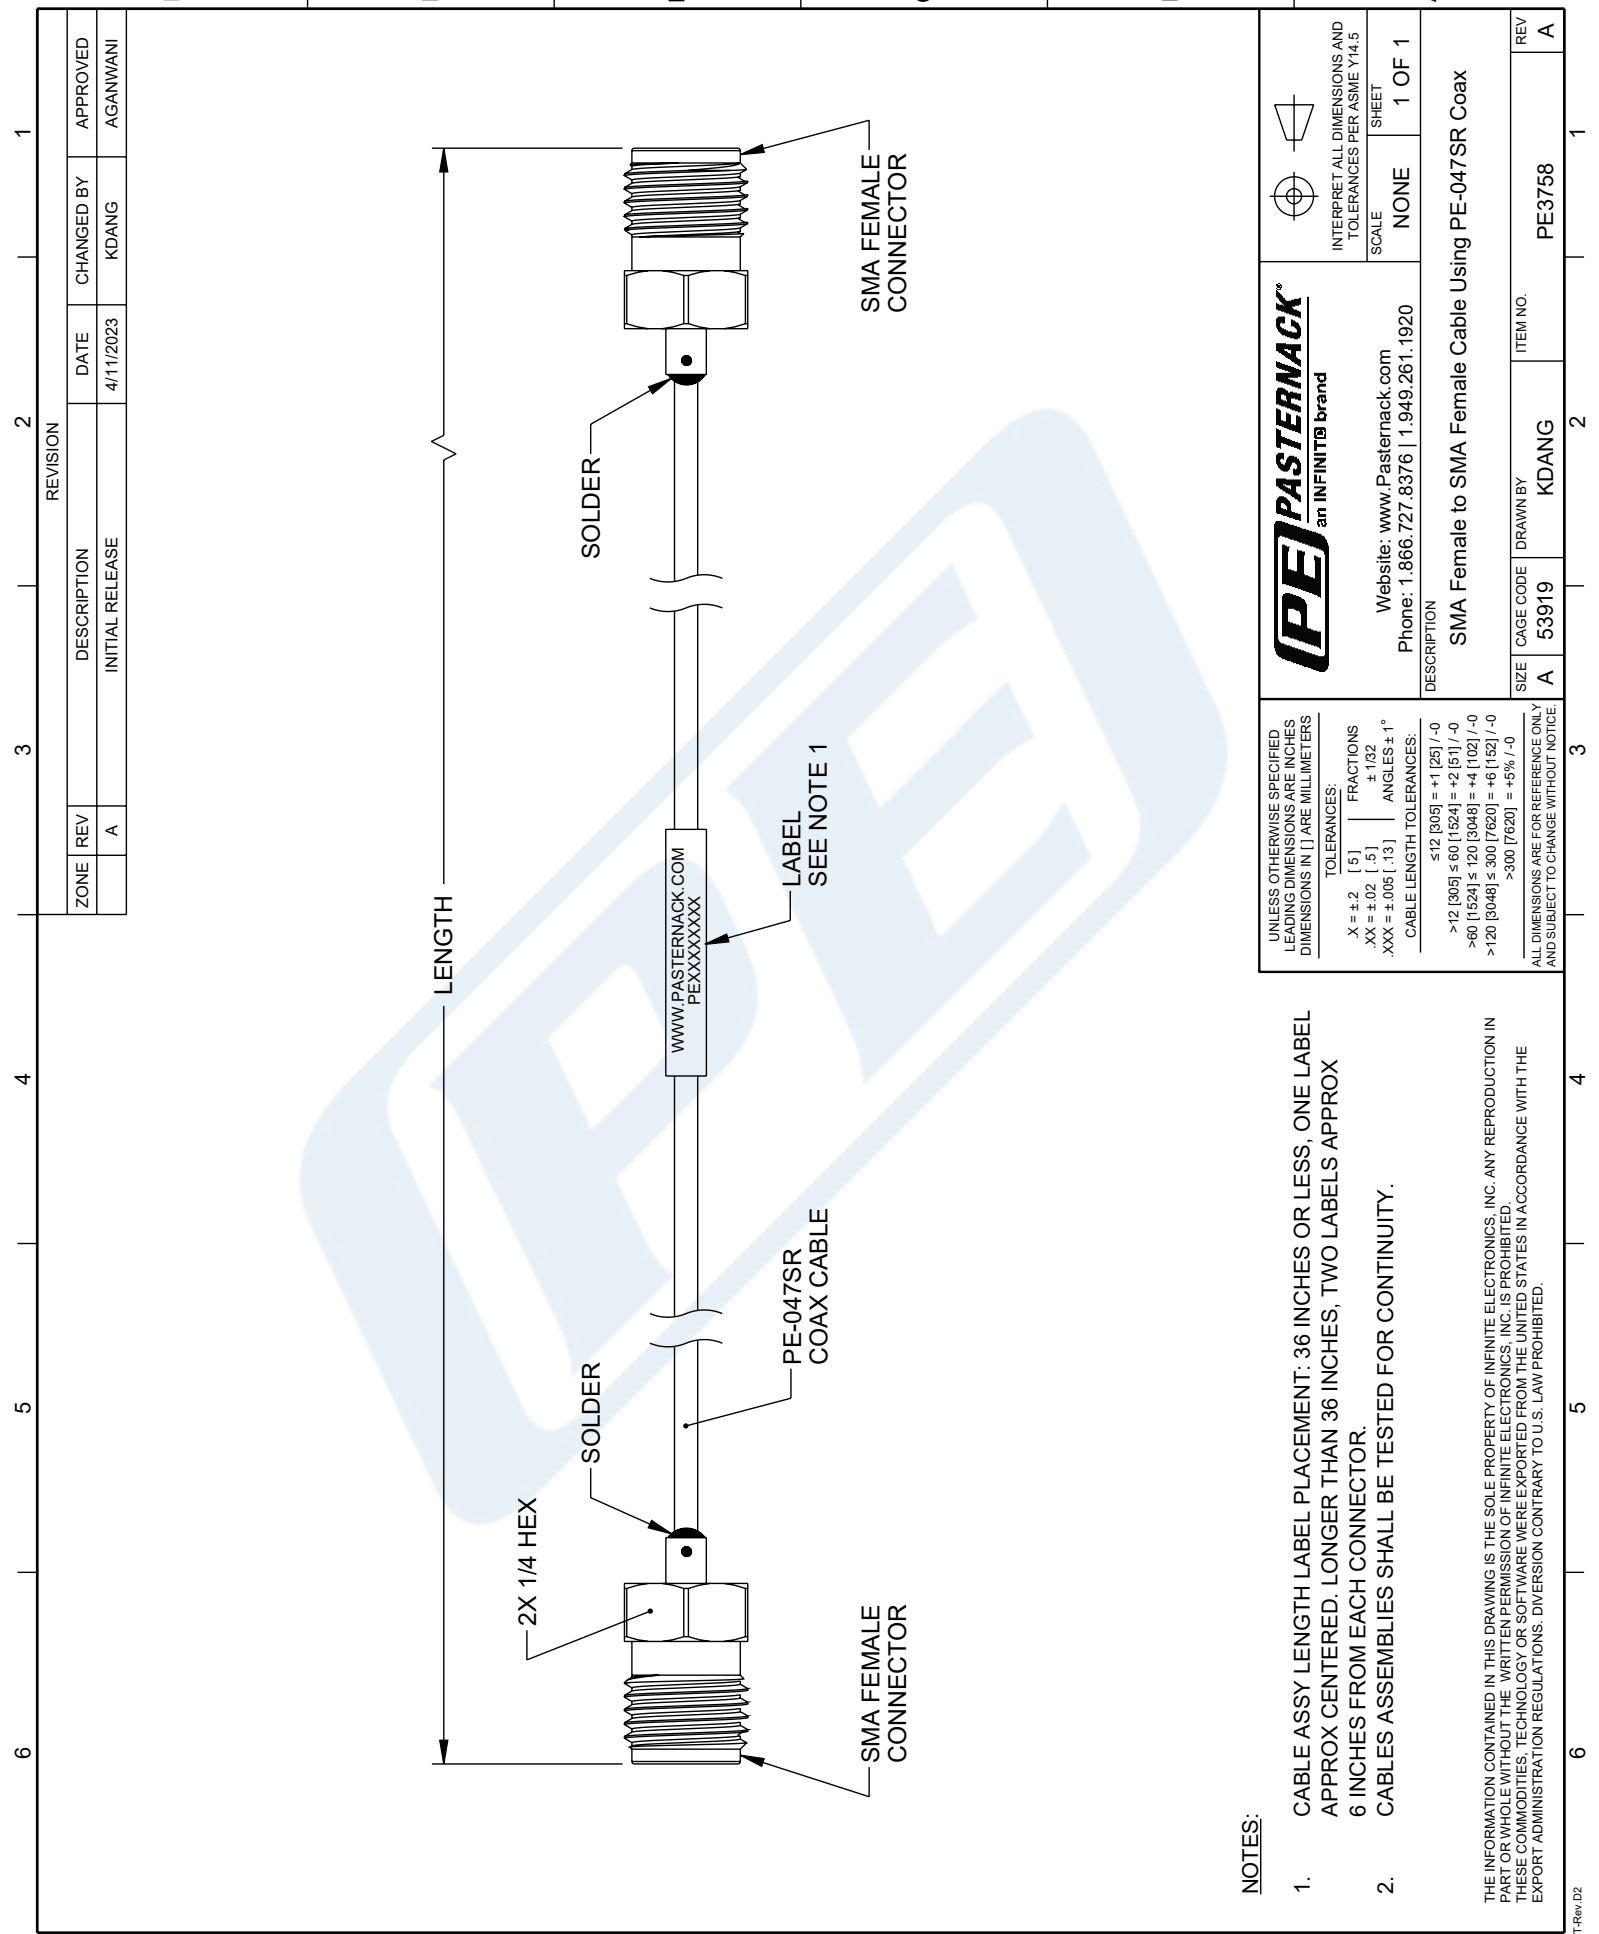 6
5
4
3
2
1
REVISION
ZONE REV DESCRIPTION DATE CHANGED BY APPROVED
A INITIAL RELEASE 4/11/2023 KDANG AGANWANI
LENGTH
2X 1/4 HEX
SOLDER
SOLDER
WWW.PASTERNACK.COM
PEXXXXXXXX
SMA FEMALE
CONNECTOR
PE-047SR
COAX CABLE
LABEL
SEE NOTE 1
SMA FEMALE
CONNECTOR
NOTES:
1. CABLE ASSY LENGTH LABEL PLACEMENT: 36 INCHES OR LESS, ONE LABEL
APPROX CENTERED. LONGER THAN 36 INCHES, TWO LABELS APPROX
6 INCHES FROM EACH CONNECTOR.
2. CABLES ASSEMBLIES SHALL BE TESTED FOR CONTINUITY.
THE INFORMATION CONTAINED IN THIS DRAWING IS THE SOLE PROPERTY OF INFINITE ELECTRONICS, INC. ANY REPRODUCTION IN
PART OR WHOLE WITHOUT THE WRITTEN PERMISSION OF INFINITE ELECTRONICS, INC. IS PROHIBITED.
THESE COMMODITIES, TECHNOLOGY OR SOFTWARE WERE EXPORTED FROM THE UNITED STATES IN ACCORDANCE WITH THE
EXPORT ADMINISTRATION REGULATIONS. DIVERSION CONTRARY TO U.S. LAW PROHIBITED.
UNLESS OTHERWISE SPECIFIED
LEADING DIMENSIONS ARE INCHES
DIMENSIONS IN [ ] ARE MILLIMETERS
TOLERANCES:
.X = ±.2 [5] FRACTIONS
.XX = ±.02 [.5] ± 1/32
.XXX = ±.005 [.13] ANGLES ± 1°
CABLE LENGTH TOLERANCES:
≤12 [305] = +1 [25] / -0
>12 [305] ≤ 60 [1524] = +2 [51] / -0
>60 [1524] ≤ 120 [3048] = +4 [102] / -0
>120 [3048] ≤ 300 [7620] = +6 [152] / -0
>300 [7620] = +5% / -0
ALL DIMENSIONS ARE FOR REFERENCE ONLY
AND SUBJECT TO CHANGE WITHOUT NOTICE.
PE PASTERNACK®
an INFINIT brand
Website: www.Pasternack.com
Phone: 1.866.727.8376 | 1.949.261.1920
INTERPRET ALL DIMENSIONS AND
TOLERANCES PER ASME Y14.5
SCALE SHEET
NONE 1 OF 1
DESCRIPTION
SMA Female to SMA Female Cable Using PE-047SR Coax
SIZE CAGE CODE DRAWN BY ITEM NO. REV
A 53919 KDANG PE3758 A
6
5
4
3
2
1
T-Rev.D2
PE